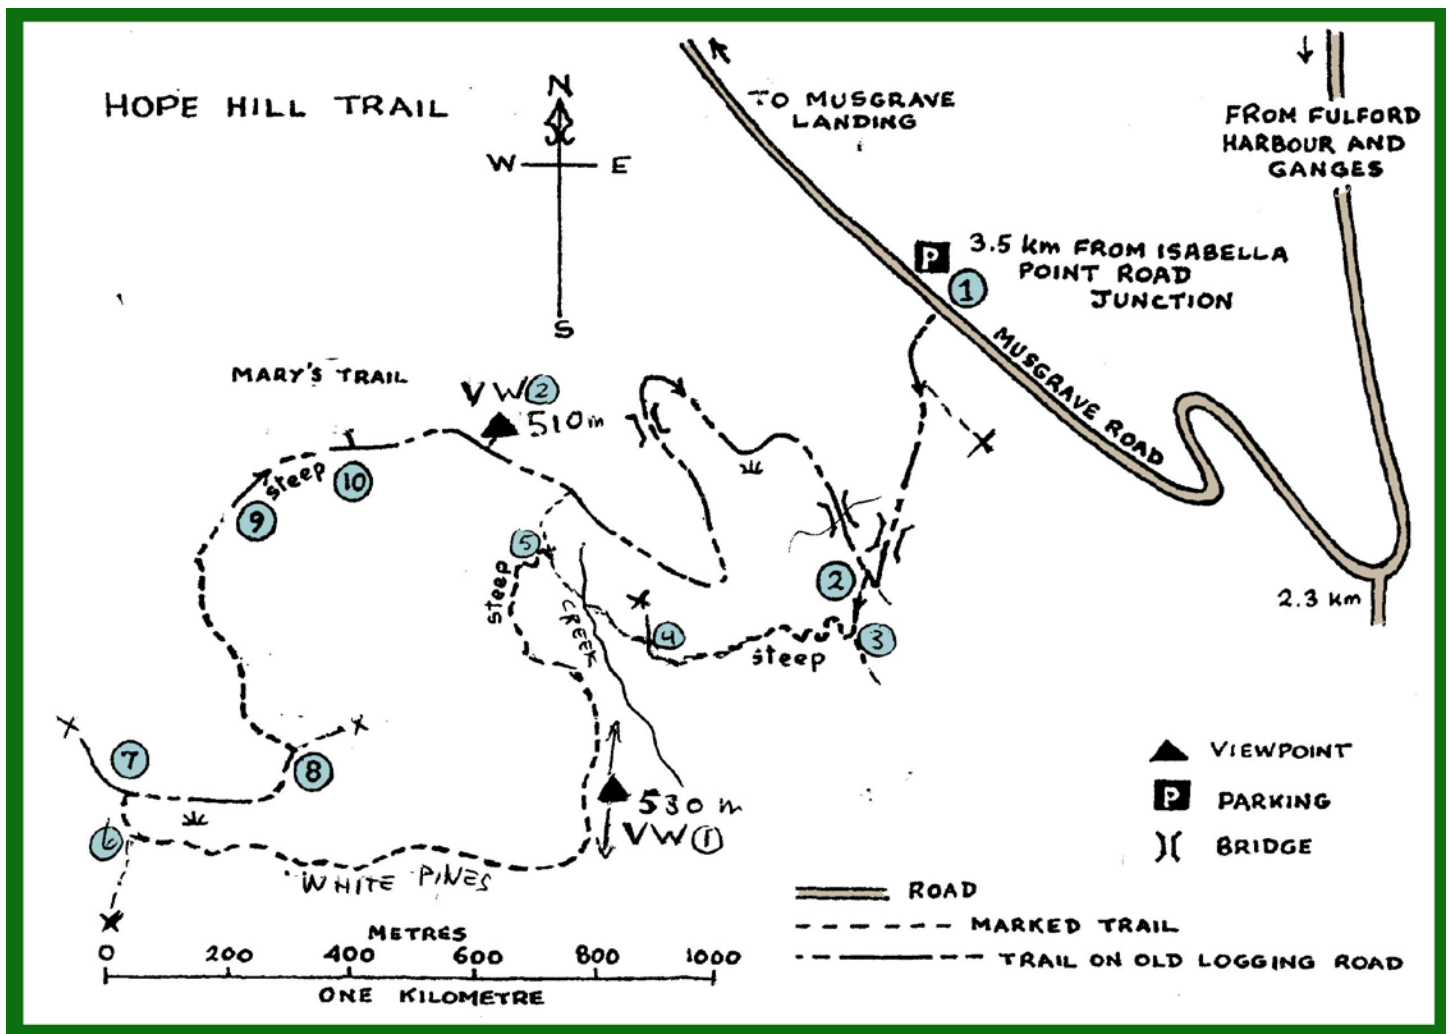 HOPE HILL TRAIL
N
W E
S
TO MUSGRAVE
LANDING
FROM FULFORD
HARBOUR AND
GANGES
P
3.5 km FROM ISABELLA
POINT ROAD
JUNCTION
1
MUSGRAVE ROAD
2.3 km
MARY'S TRAIL
VW 2
510 m
steep
10
9
5
steep
CREEK
4
steep
2
3
7
8
6
530 m
VW 1
WHITE PINES
VIEWPOINT
P PARKING
BRIDGE
ROAD
MARKED TRAIL
TRAIL ON OLD LOGGING ROAD
METRES
0 200 400 600 800 1000
ONE KILOMETRE